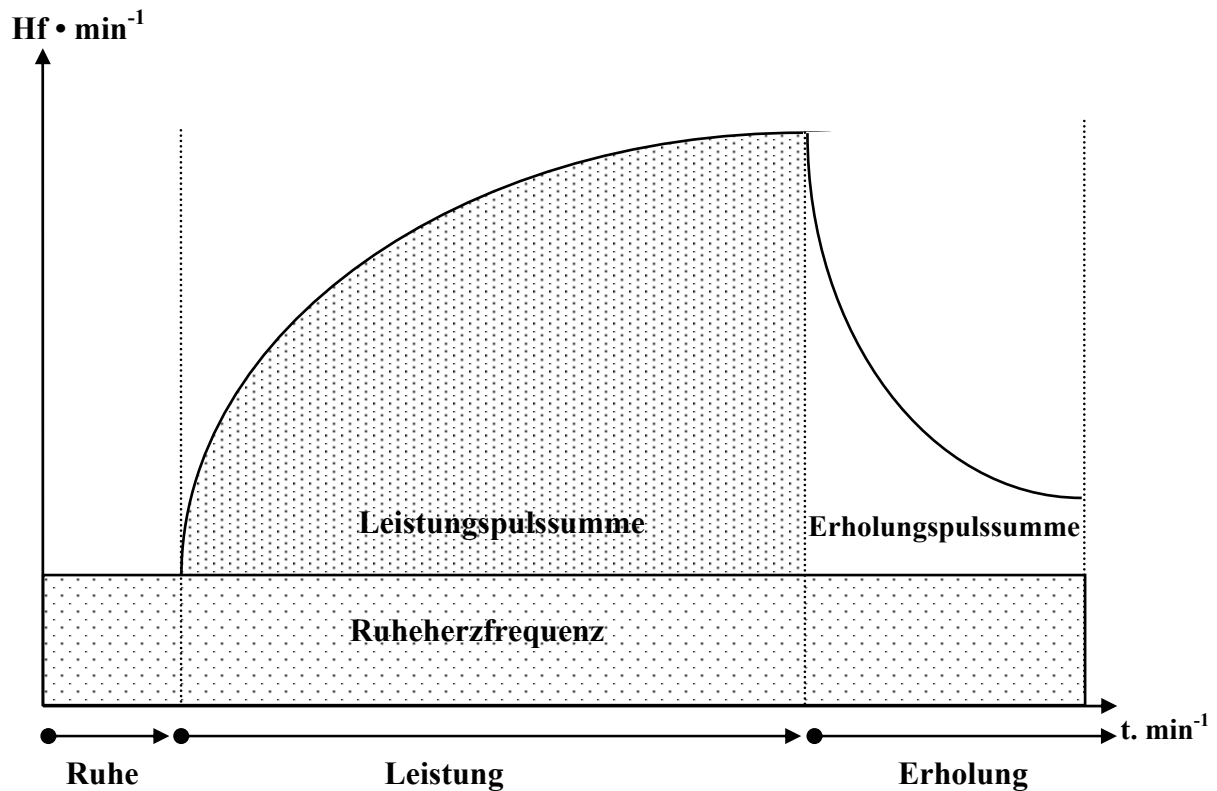 Hf • min⁻¹
Leistungspulssumme
Erholungspulssumme
Ruheherzfrequenz
t. min⁻¹
Ruhe
Leistung
Erholung